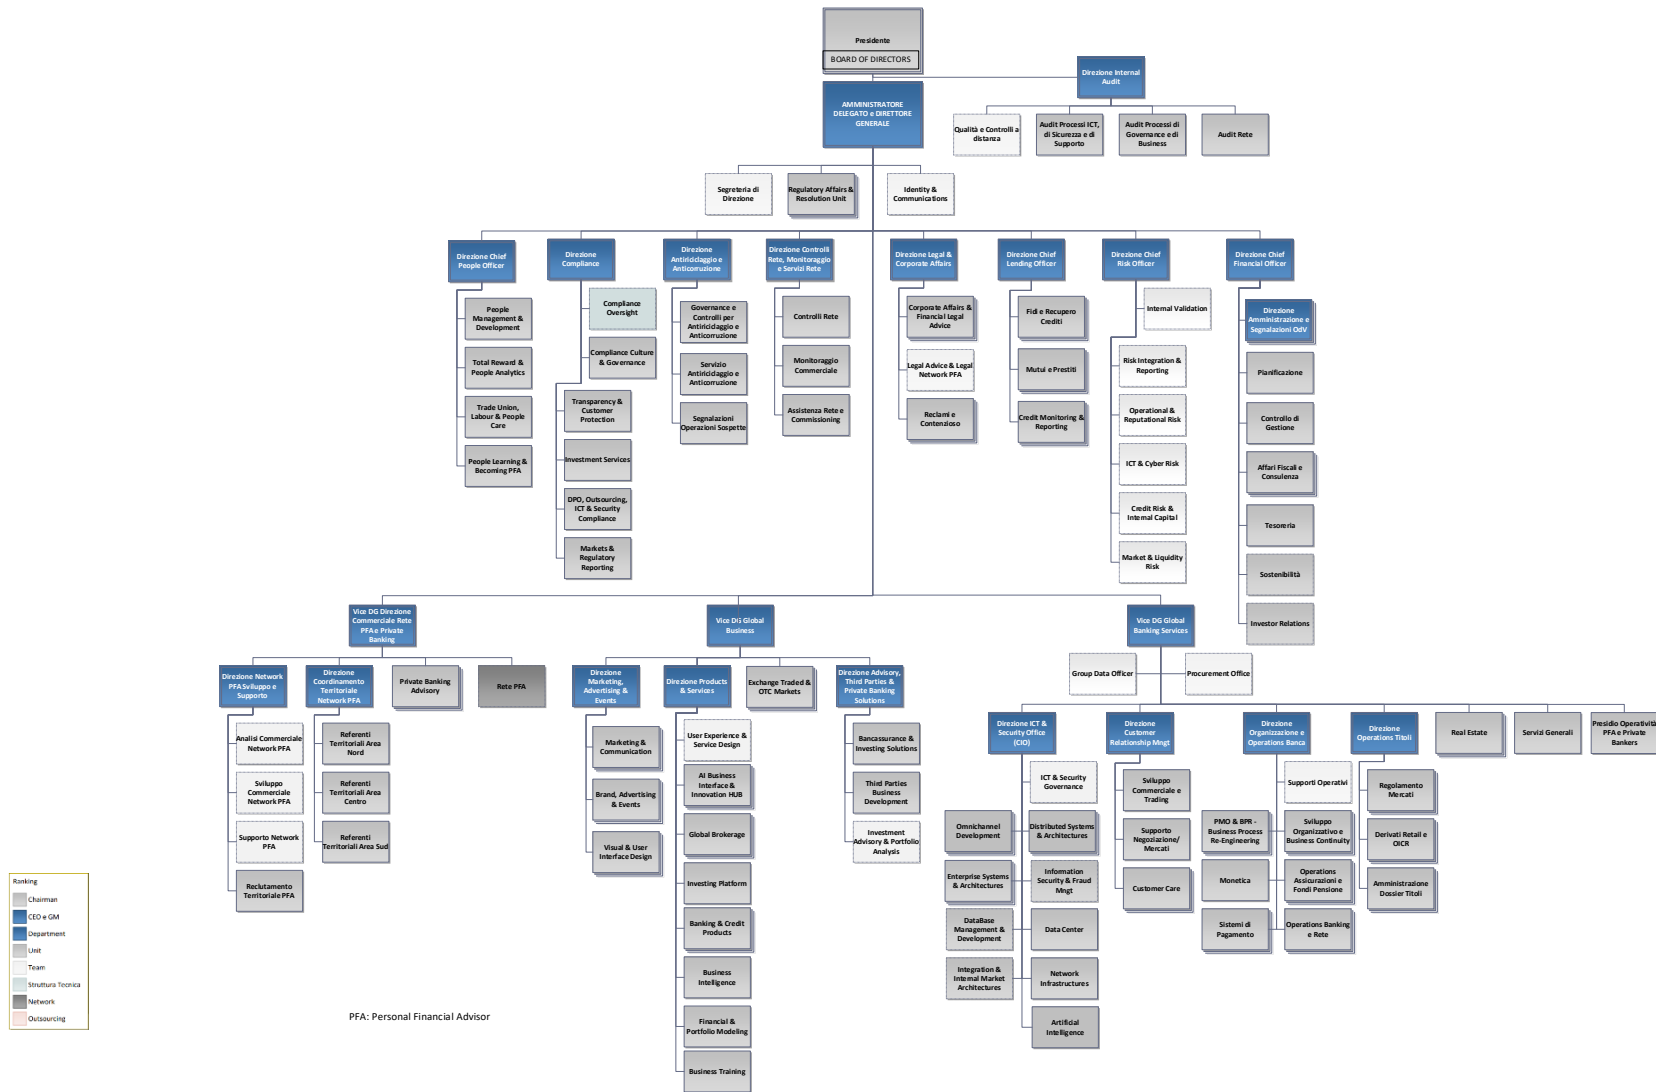 Presidente
BOARD OF DIRECTORS
Direzione Internal
Audit
AMMINISTRATORE
DELEGATO e DIRETTORE
GENERALE
Qualità e Controlli a
distanza
Audit Processi ICT,
di Sicurezza e di
Supporto
Audit Processi di
Governance e di
Business
Audit Rete
Segreteria di
Direzione
Regulatory Affairs &
Resolution Unit
Identity &
Communications
Direzione Chief
People Officer
Direzione
Compliance
Direzione
Antiriciclaggio e
Anticorruzione
Direzione Controlli
Rete, Monitoraggio
e Servizi Rete
Direzione Legal &
Corporate Affairs
Direzione Chief
Lending Officer
Direzione Chief
Risk Officer
Direzione Chief
Financial Officer
People
Management &
Development
Total Reward &
People Analytics
Trade Union,
Labour & People
Care
People Learning &
Becoming PFA
Compliance
Oversight
Compliance Culture
& Governance
Transparency &
Customer
Protection
Investment Services
DPO, Outsourcing,
ICT & Security
Compliance
Markets &
Regulatory
Reporting
Governance e
Controlli per
Antiriciclaggio e
Anticorruzione
Servizio
Antiriciclaggio e
Anticorruzione
Segnalazioni
Operazioni Sospette
Controlli Rete
Monitoraggio
Commerciale
Assistenza Rete e
Commissioning
Corporate Affairs &
Financial Legal
Advice
Legal Advice & Legal
Network PFA
Reclami e
Contenzioso
Fidi e Recupero
Crediti
Mutui e Prestiti
Credit Monitoring &
Reporting
Internal Validation
Risk Integration &
Reporting
Operational &
Reputational Risk
ICT & Cyber Risk
Credit Risk &
Internal Capital
Market & Liquidity
Risk
Direzione
Amministrazione e
Segnalazioni OdV
Pianificazione
Controllo di
Gestione
Affari Fiscali e
Consulenza
Tesoreria
Sostenibilità
Investor Relations
Vice DG Direzione
Commerciale Rete
PFA e Private
Banking
Vice DG Global
Business
Vice DG Global
Banking Services
Direzione Network
PFA Sviluppo e
Supporto
Direzione
Coordinamento
Territoriale
Network PFA
Private Banking
Advisory
Rete PFA
Analisi Commerciale
Network PFA
Sviluppo
Commerciale
Network PFA
Supporto Network
PFA
Reclutamento
Territoriale PFA
Referenti
Territoriali Area
Nord
Referenti
Territoriali Area
Centro
Referenti
Territoriali Area Sud
Direzione
Marketing,
Advertising &
Events
Direzione Products
& Services
Exchange Traded &
OTC Markets
Direzione Advisory,
Third Parties &
Private Banking
Solutions
Marketing &
Communication
Brand, Advertising
& Events
Visual & User
Interface Design
User Experience &
Service Design
AI Business
Interface &
Innovation HUB
Global Brokerage
Investing Platform
Banking & Credit
Products
Business
Intelligence
Financial &
Portfolio Modeling
Business Training
Bancassurance &
Investing Solutions
Third Parties
Business
Development
Investment
Advisory & Portfolio
Analysis
Group Data Officer
Procurement Office
Direzione ICT &
Security Office
(CIO)
Direzione
Customer
Relationship Mngt
Direzione
Organizzazione e
Operations Banca
Direzione
Operations Titoli
Real Estate
Servizi Generali
Presidio Operatività
PFA e Private
Bankers
ICT & Security
Governance
Omnichannel
Development
Distributed Systems
& Architectures
Enterprise Systems
& Architectures
Information
Security & Fraud
Mngt
DataBase
Management &
Development
Data Center
Integration &
Internal Market
Architectures
Network
Infrastructures
Artificial
Intelligence
Sviluppo
Commerciale e
Trading
Supporto
Negoziazione/
Mercati
Customer Care
Supporti Operativi
PMO & BPR -
Business Process
Re-Engineering
Sviluppo
Organizzativo e
Business Continuity
Monetica
Operations
Assicurazioni e
Fondi Pensione
Sistemi di
Pagamento
Operations Banking
e Rete
Regolamento
Mercati
Derivati Retail e
OICR
Amministrazione
Dossier Titoli
Ranking
Chairman
CEO e GM
Department
Unit
Team
Struttura Tecnica
Network
Outsourcing
PFA: Personal Financial Advisor